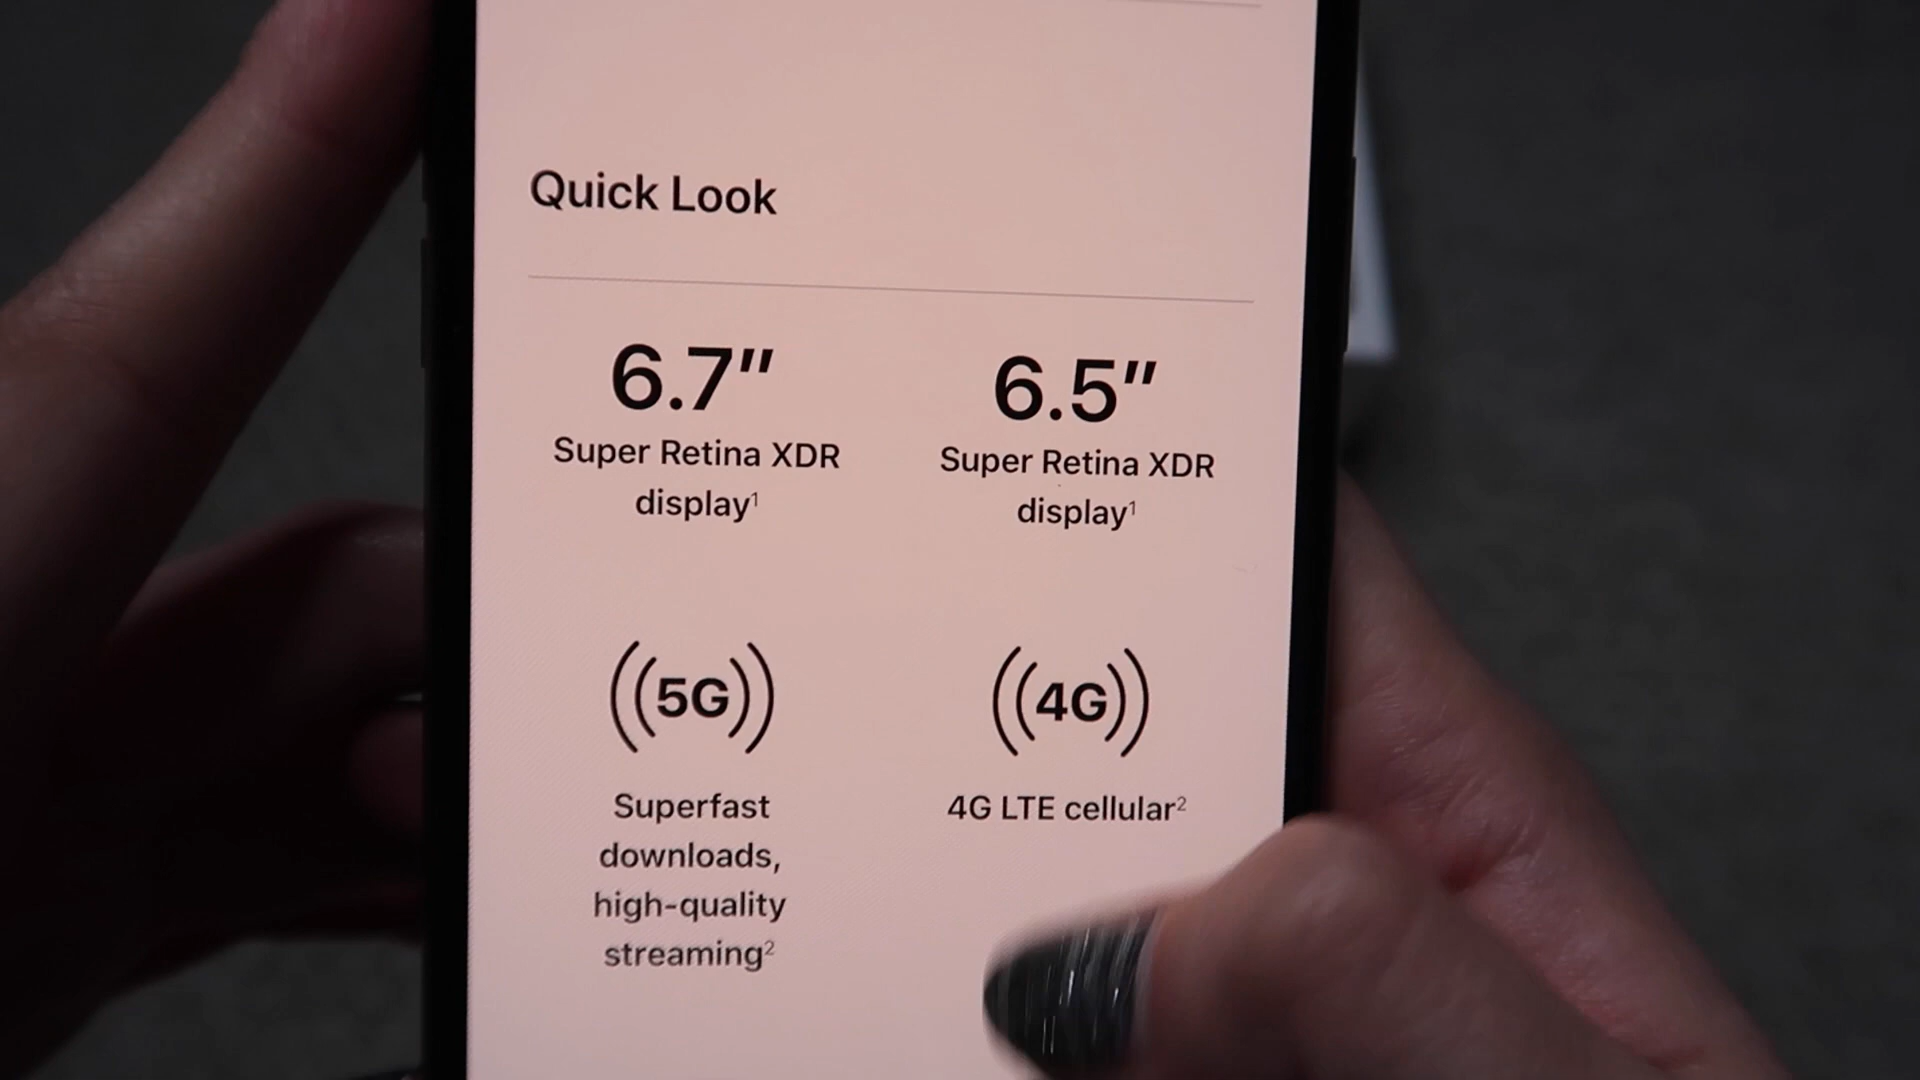 Quick Look
6.7″
Super Retina XDR
display¹
6.5″
Super Retina XDR
display¹
5G
Superfast
downloads,
high-quality
streaming²
4G
4G LTE cellular²